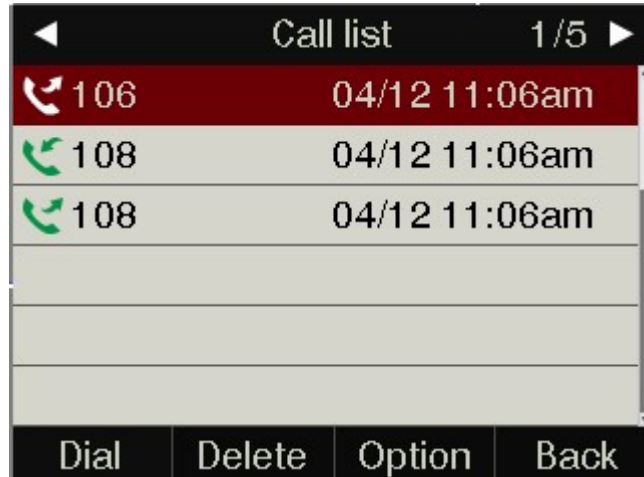 Call list 1/5
106 04/12 11:06am
108 04/12 11:06am
108 04/12 11:06am
Dial Delete Option Back